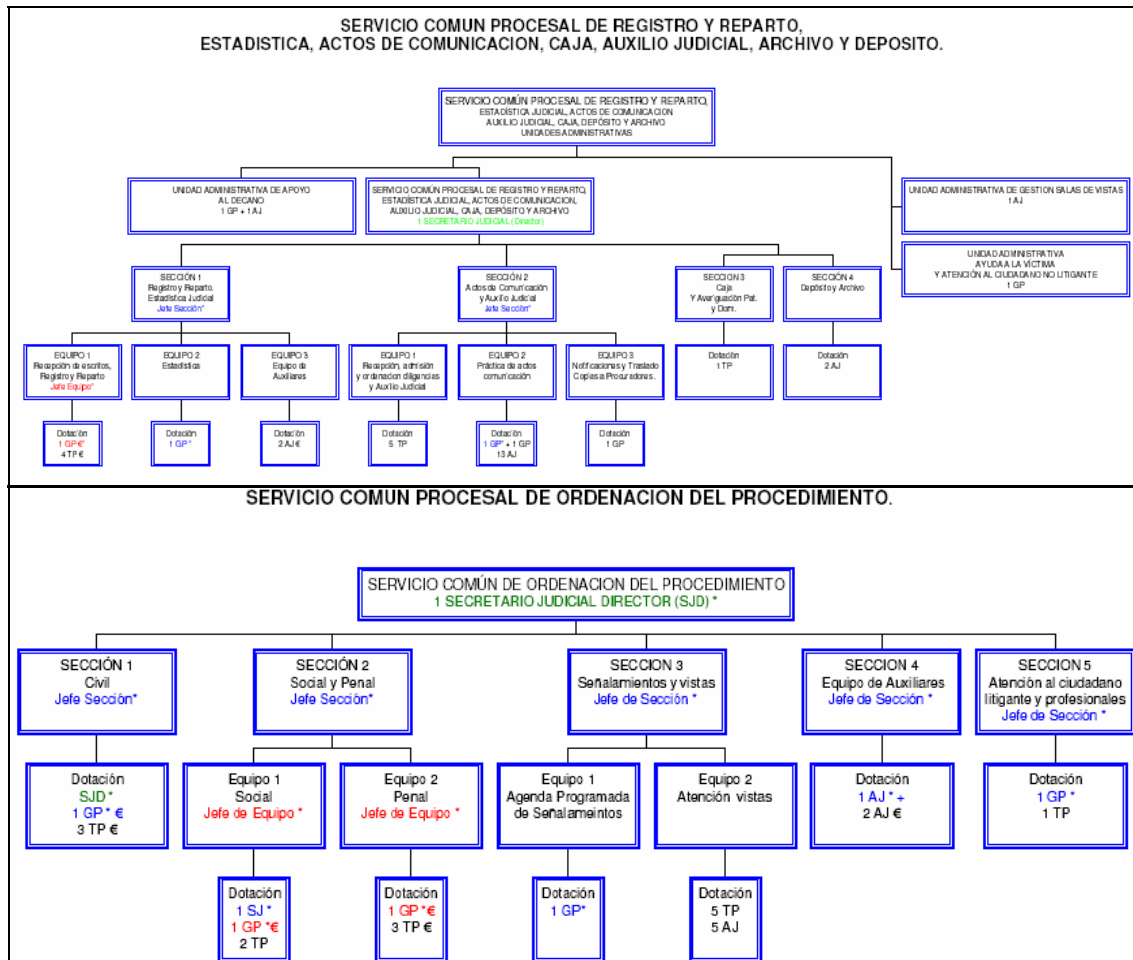 SERVICIO COMUN PROCESAL DE REGISTRO Y REPARTO,
ESTADISTICA, ACTOS DE COMUNICACION, CAJA, AUXILIO JUDICIAL, ARCHIVO Y DEPOSITO.
SERVICIO COMÚN PROCESAL DE REGISTRO Y REPARTO,
ESTADÍSTICA JUDICIAL, ACTOS DE COMUNICACION
AUXILIO JUDICIAL, CAJA, DEPÓSITO Y ARCHIVO
UNIDADES ADMINISTRATIVAS
UNIDAD ADMINISTRATIVA DE APOYO
AL DECANO
1 GP + 1 AJ
SERVICIO COMÚN PROCESAL DE REGISTRO Y REPARTO,
ESTADÍSTICA JUDICIAL, ACTOS DE COMUNICACION,
AUXILIO JUDICIAL, CAJA, DEPÓSITO Y ARCHIVO
1 SECRETARIO JUDICIAL (Director)
UNIDAD ADMINISTRATIVA DE GESTION SALAS DE VISTAS
1 AJ
UNIDAD ADMINISTRATIVA
AYUDA A LA VÍCTIMA
Y ATENCIÓN AL CIUDADANO NO LITIGANTE
1 GP
SECCIÓN 1
Registro y Reparto.
Estadística Judicial
Jefe Sección*
SECCIÓN 2
Actos de Comunicación
y Auxilio Judicial
Jefe Sección*
SECCION 3
Caja
Y Averiguación Pat.
y Dom.
SECCIÓN 4
Depósito y Archivo
EQUIPO 1
Recepción de escritos,
Registro y Reparto
Jefe Equipo*
EQUIPO 2
Estadística
EQUIPO 3
Equipo de
Auxiliares
EQUIPO 1
Recepción, admisión
y ordenacion diligencias
y Auxilio Judicial
EQUIPO 2
Práctica de actos
comunicación
EQUIPO 3
Notificaciones y Traslado
Copias a Procuradores.
Dotación
1 TP
Dotación
2 AJ
Dotación
1 GP €*
4 TP €
Dotación
1 GP *
Dotación
2 AJ €
Dotación
5 TP
Dotación
1 GP* + 1 GP
13 AJ
Dotación
1 GP
SERVICIO COMUN PROCESAL DE ORDENACION DEL PROCEDIMIENTO.
SERVICIO COMÚN DE ORDENACION DEL PROCEDIMIENTO
1 SECRETARIO JUDICIAL DIRECTOR (SJD) *
SECCIÓN 1
Civil
Jefe Sección*
SECCIÓN 2
Social y Penal
Jefe Sección*
SECCION 3
Señalamientos y vistas
Jefe de Sección *
SECCION 4
Equipo de Auxiliares
Jefe de Sección *
SECCION 5
Atención al ciudadano
litigante y profesionales
Jefe de Sección *
Dotación
SJD *
1 GP * €
3 TP €
Equipo 1
Social
Jefe de Equipo *
Equipo 2
Penal
Jefe de Equipo *
Equipo 1
Agenda Programada
de Señalameintos
Equipo 2
Atención vistas
Dotación
1 AJ * +
2 AJ €
Dotación
1 GP *
1 TP
Dotación
1 SJ *
1 GP *€
2 TP
Dotación
1 GP *€
3 TP €
Dotación
1 GP*
Dotación
5 TP
5 AJ